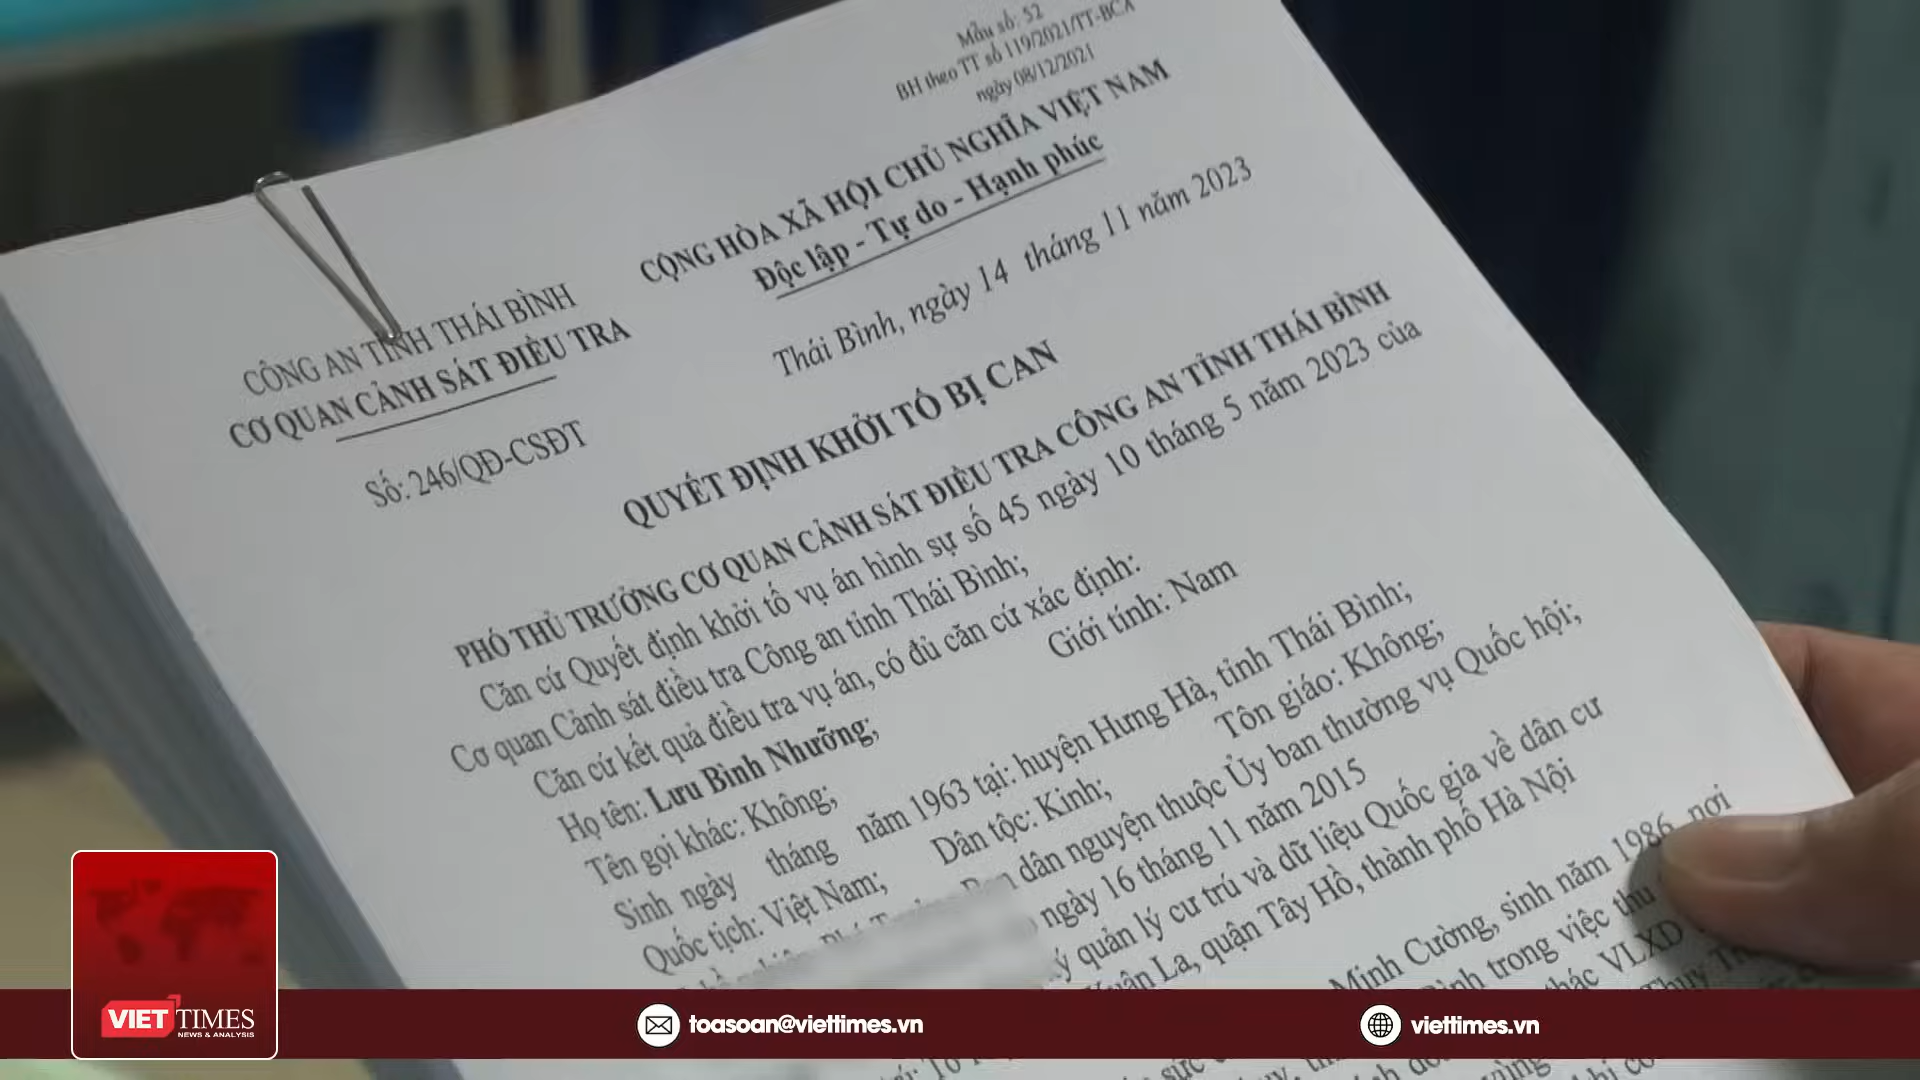 Mẫu số: 52
BH theo TT số 119/2021/TT-BCA
ngày 08/12/2021
CÔNG AN TỈNH THÁI BÌNH
CƠ QUAN CẢNH SÁT ĐIỀU TRA
Số: 246/QĐ-CSĐT
CỘNG HÒA XÃ HỘI CHỦ NGHĨA VIỆT NAM
Độc lập - Tự do - Hạnh phúc
Thái Bình, ngày 14 tháng 11 năm 2023
QUYẾT ĐỊNH KHỞI TỐ BỊ CAN
PHÓ THỦ TRƯỞNG CƠ QUAN CẢNH SÁT ĐIỀU TRA CÔNG AN TỈNH THÁI BÌNH
Căn cứ Quyết định khởi tố vụ án hình sự số 45 ngày 10 tháng 5 năm 2023 của
Cơ quan Cảnh sát điều tra Công an tỉnh Thái Bình;
Căn cứ kết quả điều tra vụ án, có đủ căn cứ xác định:
Họ tên: Lưu Bình Nhưỡng; Giới tính: Nam
Tên gọi khác: Không;
Sinh ngày tháng năm 1963 tại: huyện Hưng Hà, tỉnh Thái Bình;
Quốc tịch: Việt Nam; Dân tộc: Kinh; Tôn giáo: Không;
dân nguyện thuộc Ủy ban thường vụ Quốc hội;
ngày 16 tháng 11 năm 2015
quản lý cư trú và dữ liệu Quốc gia về dân cư
La, quận Tây Hồ, thành phố Hà Nội
Minh Cường, sinh năm 1986, nơi
trong việc thu
VLXD
VIETTIMES
NEWS & ANALYSIS
toasoan@viettimes.vn
viettimes.vn